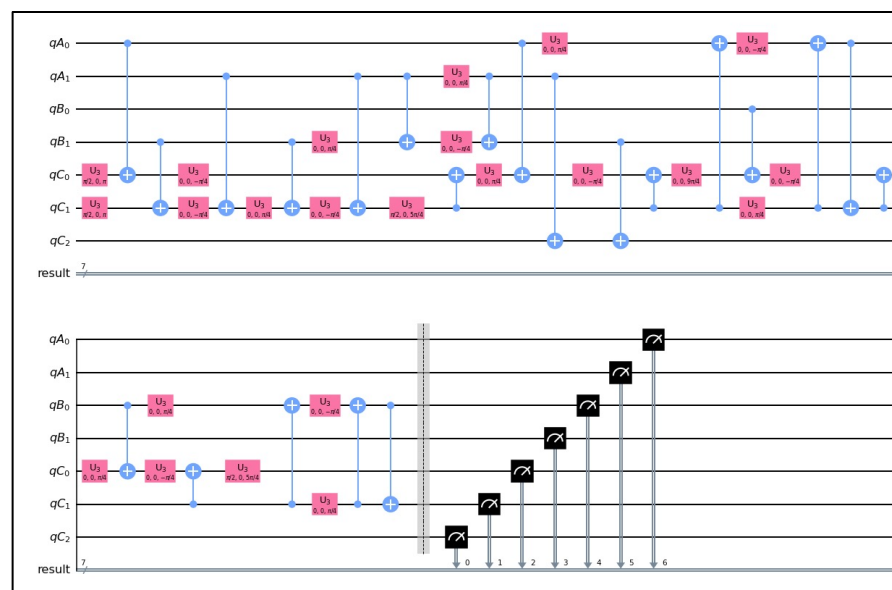 qA0
U3 0, 0, π/4
U3 0, 0, −π/4
qA1
U3 0, 0, π/4
qB0
qB1
U3 0, 0, π/4
U3 0, 0, −π/4
qC0
U3 π/2, 0, π
U3 0, 0, −π/4
U3 0, 0, π/4
U3 0, 0, −π/4
U3 0, 0, 9π/4
U3 0, 0, −π/4
qC1
U3 π/2, 0, π
U3 0, 0, −π/4
U3 0, 0, π/4
U3 0, 0, −π/4
U3 π/2, 0, 5π/4
U3 0, 0, π/4
qC2
result
7
qA0
qA1
qB0
U3 0, 0, π/4
U3 0, 0, −π/4
qB1
qC0
U3 0, 0, π/4
U3 0, 0, −π/4
U3 π/2, 0, 5π/4
qC1
U3 0, 0, π/4
qC2
result
7
0 1 2 3 4 5 6